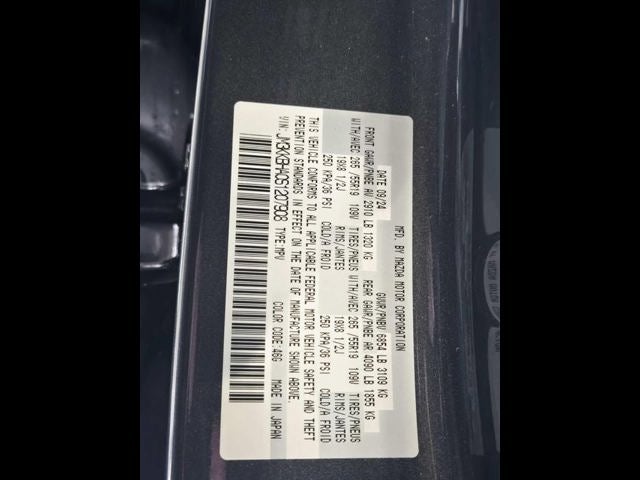 MFD. BY MAZDA MOTOR CORPORATION
DATE 09/24 GVWR/PNBV 6854 LB 3109 KG
FRONT GAWR/PNBE AV 2910 LB 1320 KG REAR GAWR/PNBE AR 4090 LB 1855 KG
WITH/AVEC 265 /55R19 109V TIRES/PNEUS WITH/AVEC 265 /55R19 109V TIRES/PNEUS
19X8 1/2J RIMS/JANTES 19X8 1/2J RIMS/JANTES
250 KPA/36 PSI COLD/A FROID 250 KPA/36 PSI COLD/A FROID
THIS VEHICLE CONFORMS TO ALL APPLICABLE FEDERAL MOTOR VEHICLE SAFETY AND THEFT
PREVENTION STANDARDS IN EFFECT ON THE DATE OF MANUFACTURE SHOWN ABOVE.
VIN: TYPE:MPV COLOR CODE:46G MADE IN JAPAN